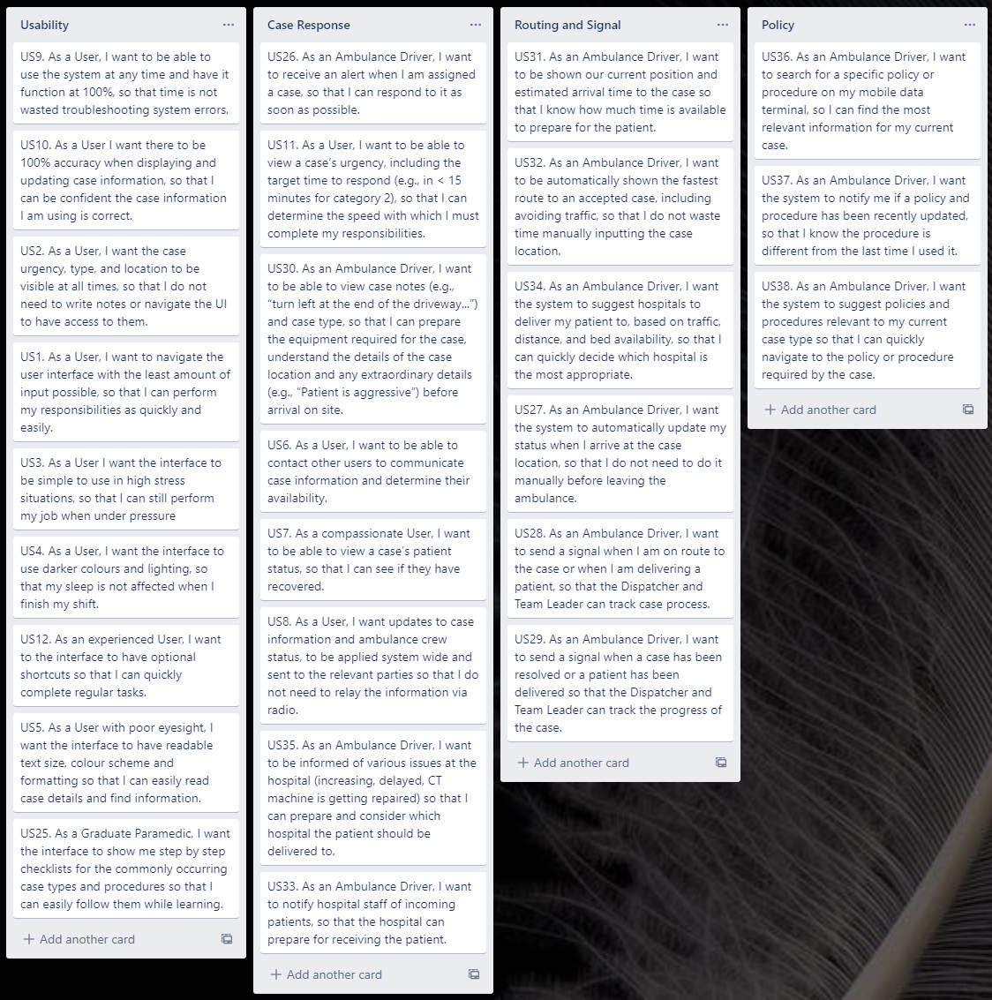 Usability
US9. As a User, I want to be able to
use the system at any time and have it
function at 100%, so that time is not
wasted troubleshooting system errors.
US10. As a User I want there to be
100% accuracy when displaying and
updating case information, so that I
can be confident the case information
I am using is correct.
US2. As a User, I want the case
urgency, type, and location to be
visible at all times, so that I do not
need to write notes or navigate the UI
to have access to them.
US1. As a User, I want to navigate the
user interface with the least amount of
input possible, so that I can perform
my responsibilities as quickly and
easily.
US3. As a User I want the interface to
be simple to use in high stress
situations, so that I can still perform
my job when under pressure
US4. As a User, I want the interface to
use darker colours and lighting, so
that my sleep is not affected when I
finish my shift.
US12. As an experienced User, I want
to the interface to have optional
shortcuts so that I can quickly
complete regular tasks.
US5. As a User with poor eyesight, I
want the interface to have readable
text size, colour scheme and
formatting so that I can easily read
case details and find information.
US25. As a Graduate Paramedic, I want
the interface to show me step by step
checklists for the commonly occurring
case types and procedures so that I
can easily follow them while learning.
+ Add another card
Case Response
US26. As an Ambulance Driver, I want
to receive an alert when I am assigned
a case, so that I can respond to it as
soon as possible.
US11. As a User, I want to be able to
view a case's urgency, including the
target time to respond (e.g., in < 15
minutes for category 2), so that I can
determine the speed with which I must
complete my responsibilities.
US30. As an Ambulance Driver, I want
to be able to view case notes (e.g.,
“turn left at the end of the driveway...”)
and case type, so that I can prepare
the equipment required for the case,
understand the details of the case
location and any extraordinary details
(e.g., “Patient is aggressive”) before
arrival on site.
US6. As a User, I want to be able to
contact other users to communicate
case information and determine their
availability.
US7. As a compassionate User, I want
to be able to view a case's patient
status, so that I can see if they have
recovered.
US8. As a User, I want updates to case
information and ambulance crew
status, to be applied system wide and
sent to the relevant parties so that I do
not need to relay the information via
radio.
US35. As an Ambulance Driver, I want
to be informed of various issues at the
hospital (increasing, delayed, CT
machine is getting repaired) so that I
can prepare and consider which
hospital the patient should be
delivered to.
US33. As an Ambulance Driver, I want
to notify hospital staff of incoming
patients, so that the hospital can
prepare for receiving the patient.
+ Add another card
Routing and Signal
US31. As an Ambulance Driver, I want
to be shown our current position and
estimated arrival time to the case so
that I know how much time is available
to prepare for the patient.
US32. As an Ambulance Driver, I want
to be automatically shown the fastest
route to an accepted case, including
avoiding traffic, so that I do not waste
time manually inputting the case
location.
US34. As an Ambulance Driver, I want
the system to suggest hospitals to
deliver my patient to, based on traffic,
distance, and bed availability, so that I
can quickly decide which hospital is
the most appropriate.
US27. As an Ambulance Driver, I want
the system to automatically update my
status when I arrive at the case
location, so that I do not need to do it
manually before leaving the
ambulance.
US28. As an Ambulance Driver, I want
to send a signal when I am on route to
the case or when I am delivering a
patient, so that the Dispatcher and
Team Leader can track case process.
US29. As an Ambulance Driver, I want
to send a signal when a case has been
resolved or a patient has been
delivered so that the Dispatcher and
Team Leader can track the progress of
the case.
+ Add another card
Policy
US36. As an Ambulance Driver, I want
to search for a specific policy or
procedure on my mobile data
terminal, so I can find the most
relevant information for my current
case.
US37. As an Ambulance Driver, I want
the system to notify me if a policy and
procedure has been recently updated,
so that I know the procedure is
different from the last time I used it.
US38. As an Ambulance Driver, I want
the system to suggest policies and
procedures relevant to my current
case type so that I can quickly
navigate to the policy or procedure
required by the case.
+ Add another card